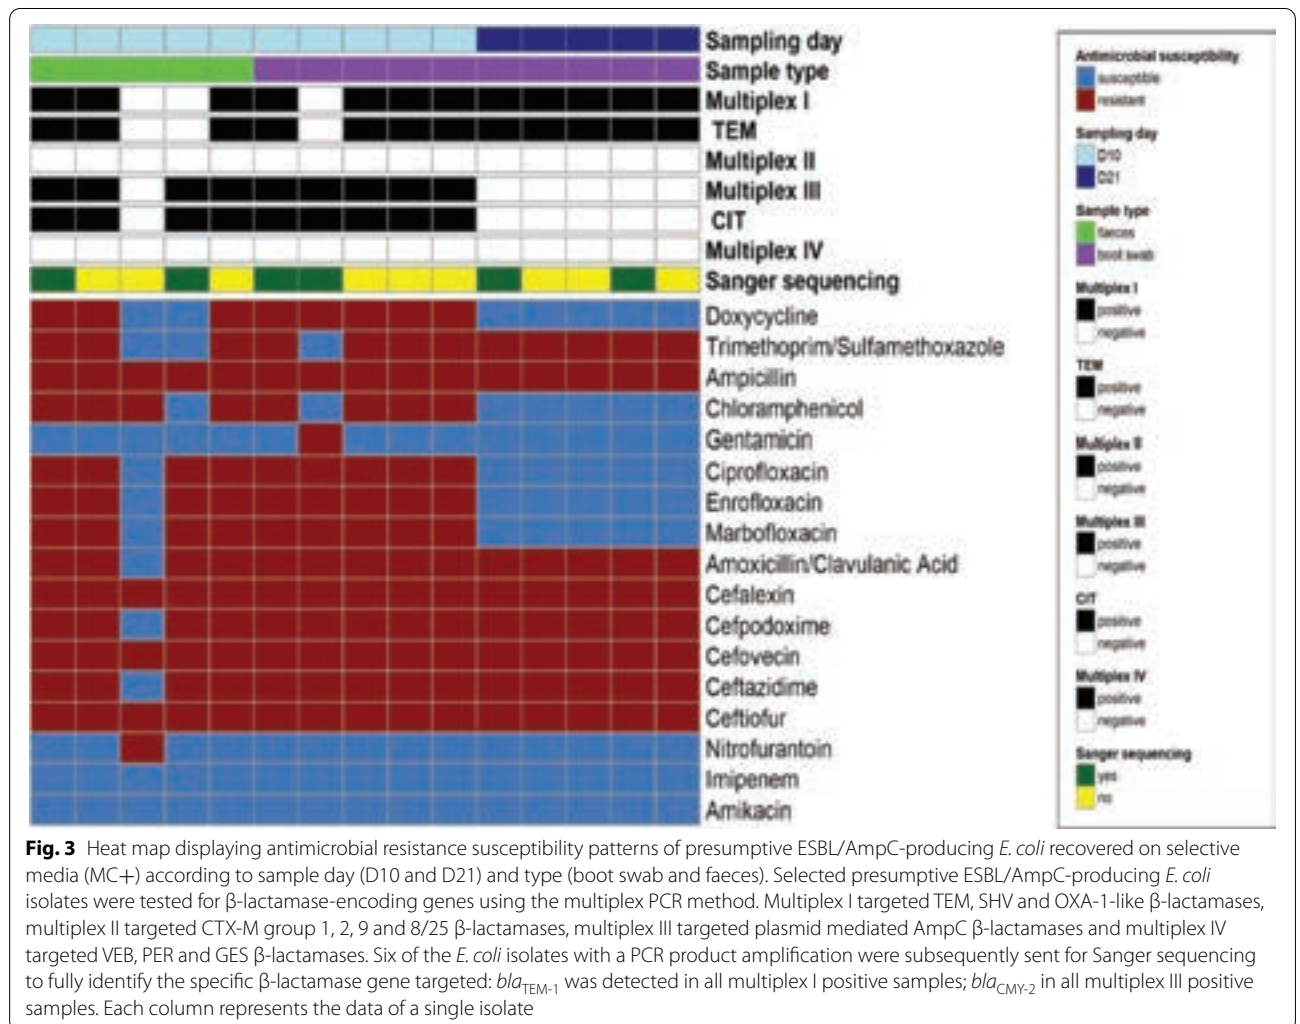 Sampling day
Sample type
Multiplex I
TEM
Multiplex II
Multiplex III
CIT
Multiplex IV
Sanger sequencing
Doxycycline
Trimethoprim/Sulfamethoxazole
Ampicillin
Chloramphenicol
Gentamicin
Ciprofloxacin
Enrofloxacin
Marbofloxacin
Amoxicillin/Clavulanic Acid
Cefalexin
Cefpodoxime
Cefovecin
Ceftazidime
Ceftiofur
Nitrofurantoin
Imipenem
Amikacin
Antimicrobial susceptibility
susceptible
resistant
Sampling day
D10
D21
Sample type
faeces
boot swab
Multiplex I
positive
negative
TEM
positive
negative
Multiplex II
positive
negative
Multiplex III
positive
negative
CIT
positive
negative
Multiplex IV
positive
negative
Sanger sequencing
yes
no
Fig. 3 Heat map displaying antimicrobial resistance susceptibility patterns of presumptive ESBL/AmpC-producing E. coli recovered on selective
media (MC+) according to sample day (D10 and D21) and type (boot swab and faeces). Selected presumptive ESBL/AmpC-producing E. coli
isolates were tested for β-lactamase-encoding genes using the multiplex PCR method. Multiplex I targeted TEM, SHV and OXA-1-like β-lactamases,
multiplex II targeted CTX-M group 1, 2, 9 and 8/25 β-lactamases, multiplex III targeted plasmid mediated AmpC β-lactamases and multiplex IV
targeted VEB, PER and GES β-lactamases. Six of the E. coli isolates with a PCR product amplification were subsequently sent for Sanger sequencing
to fully identify the specific β-lactamase gene targeted: blaTEM-1 was detected in all multiplex I positive samples; blaCMY-2 in all multiplex III positive
samples. Each column represents the data of a single isolate